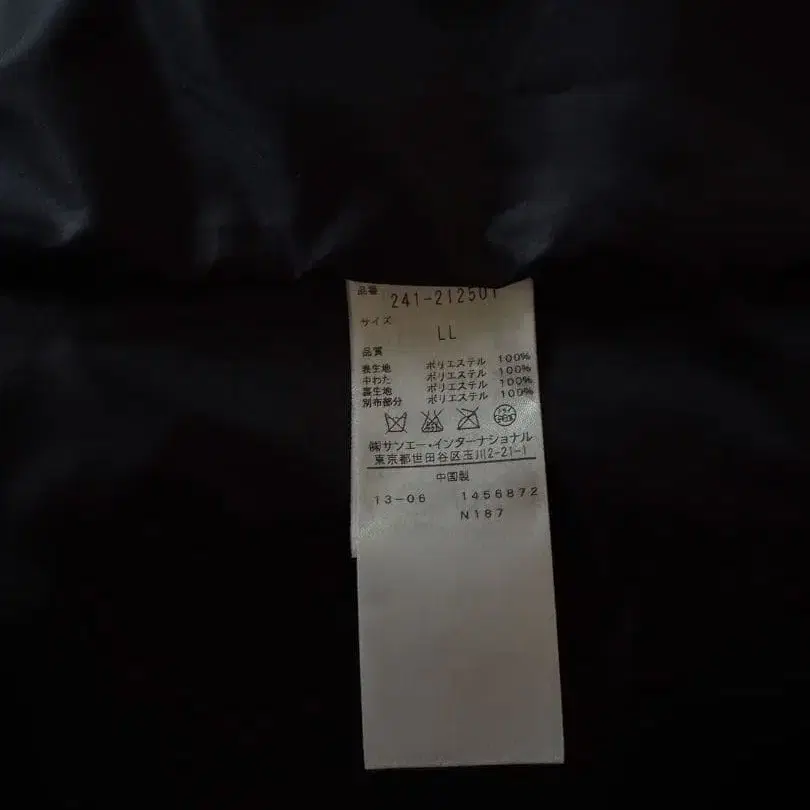 品番 241-212501
サイズ
LL
品質
表生地 ポリエステル 100%
中わた ポリエステル 100%
裏生地 ポリエステル 100%
別布部分 ポリエステル 100%
㈱サンエー・インターナショナル
東京都世田谷区玉川2-21-1
中国製
13-06 1456872
N187